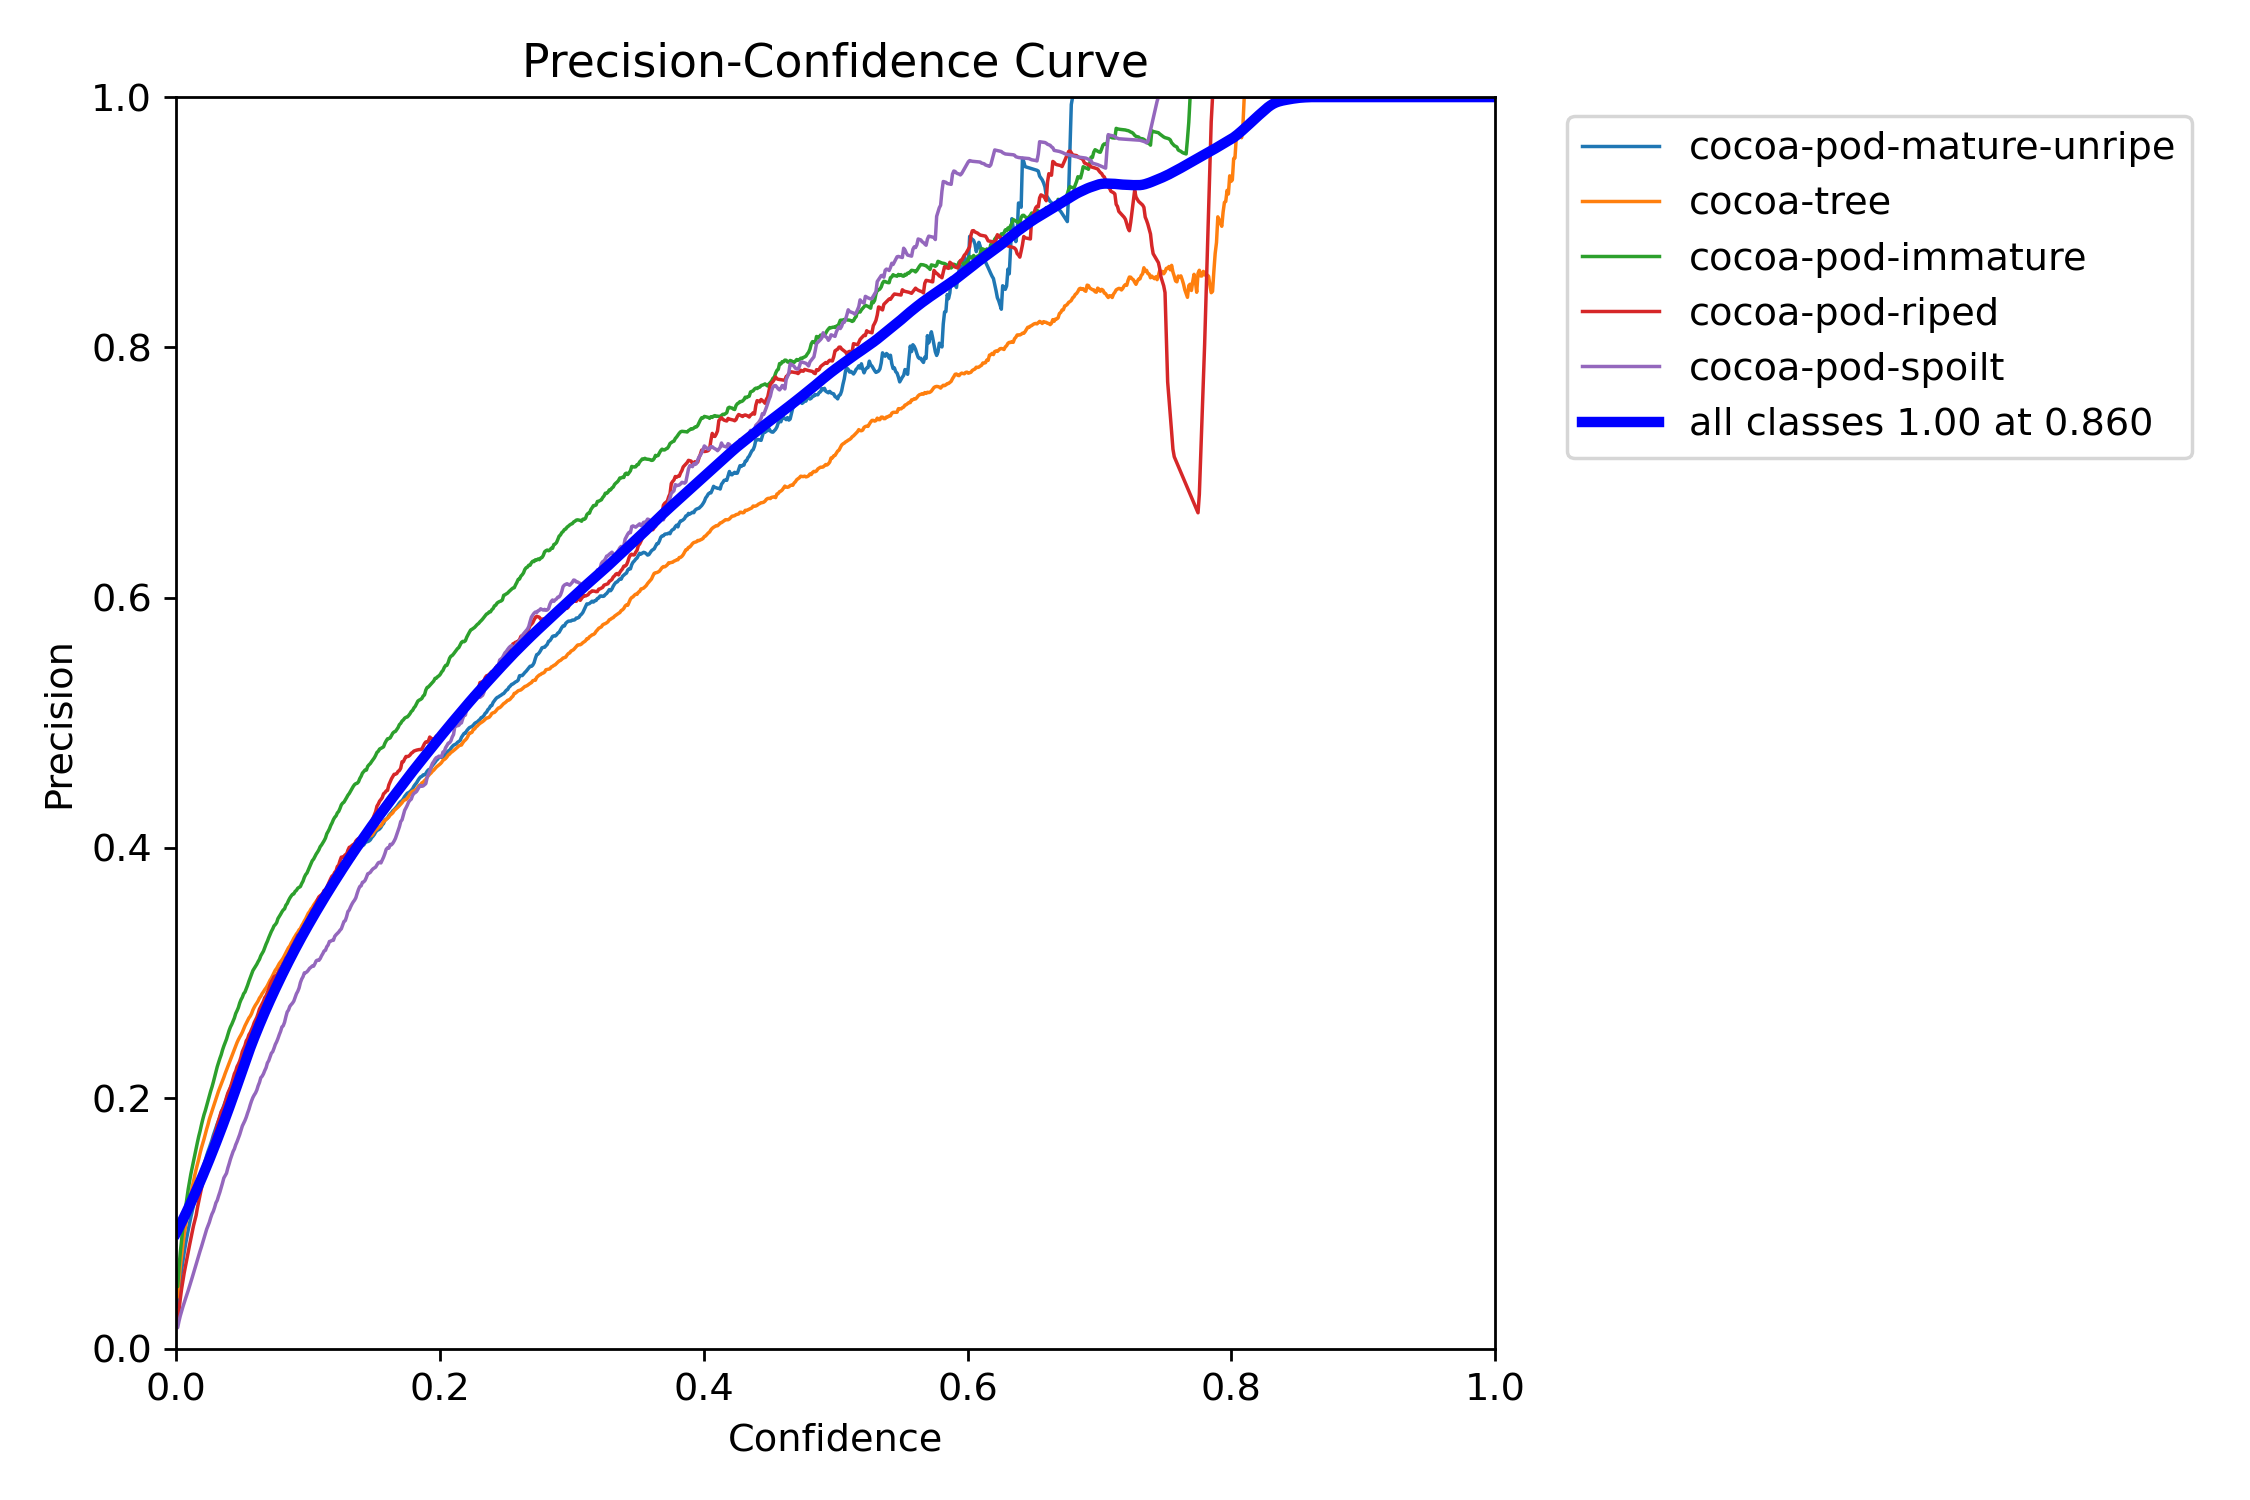 Precision-Confidence Curve
1.0
0.8
0.6
0.4
0.2
0.0
Precision
0.0 0.2 0.4 0.6 0.8 1.0
Confidence
cocoa-pod-mature-unripe
cocoa-tree
cocoa-pod-immature
cocoa-pod-riped
cocoa-pod-spoilt
all classes 1.00 at 0.860